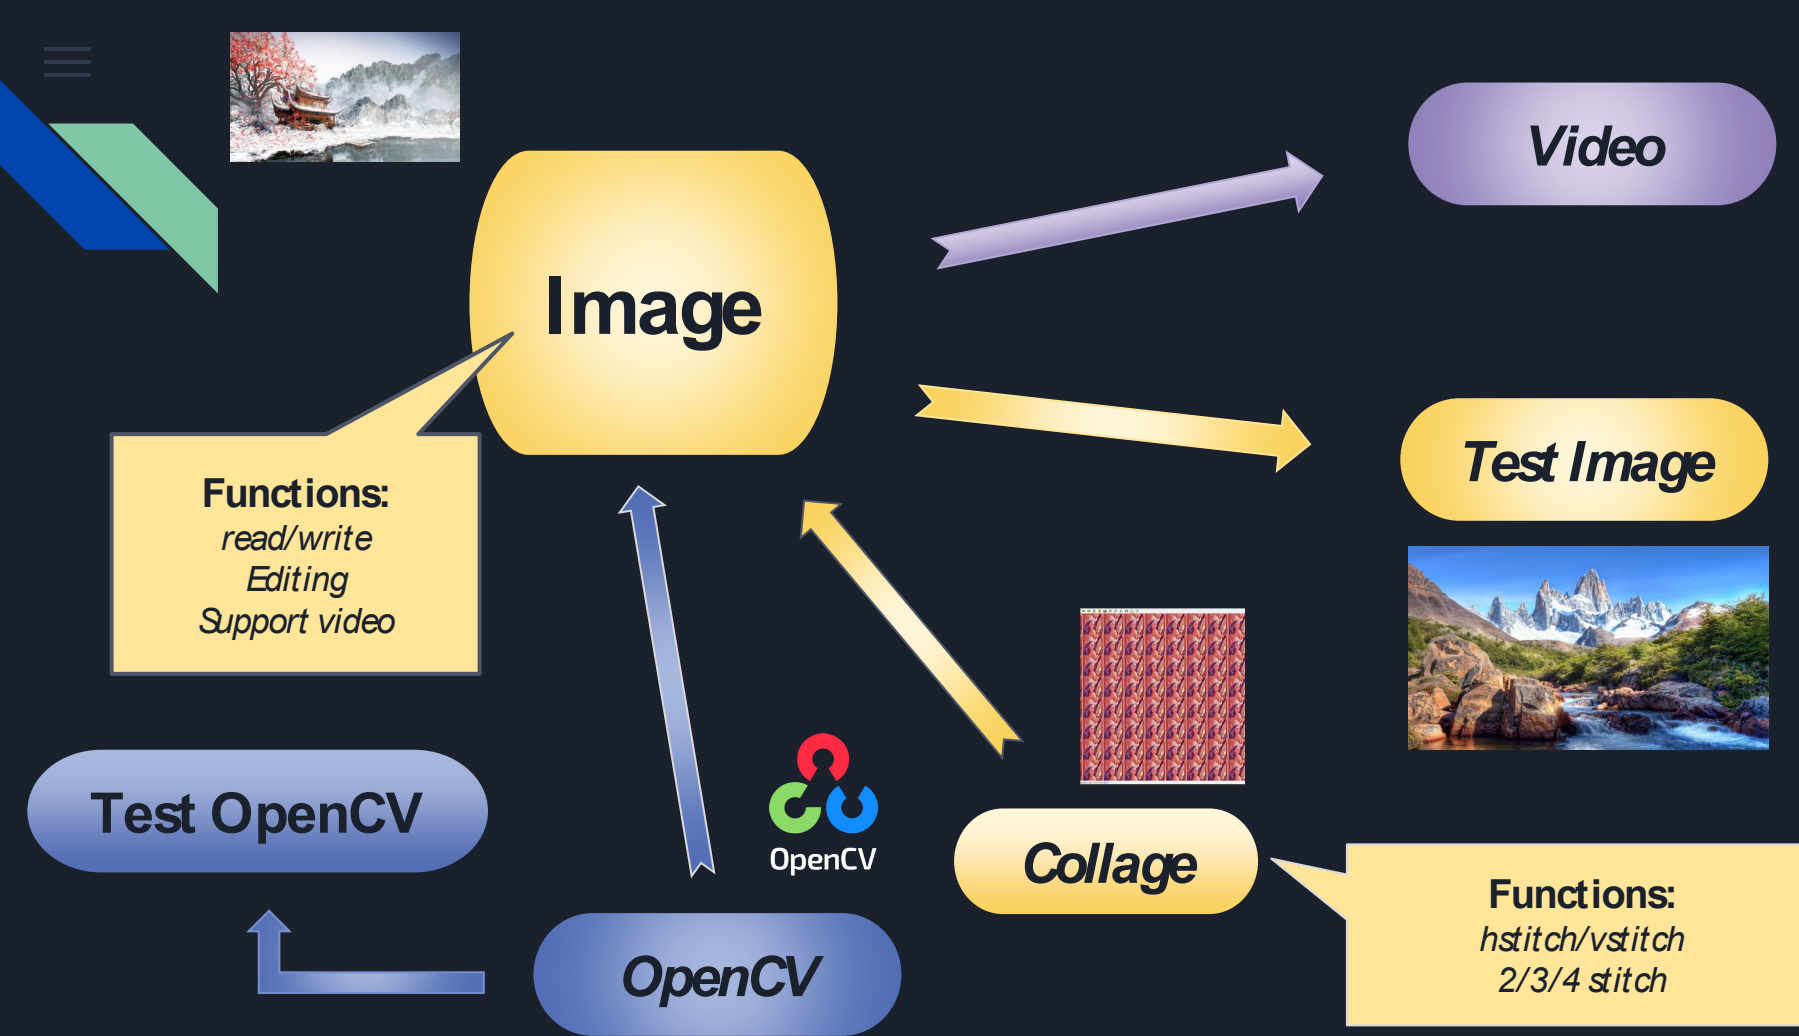 Video
Image
Test Image
Functions:
read/write
Editing
Support video
Test OpenCV
OpenCV
Collage
OpenCV
Functions:
hstitch/vstitch
2/3/4 stitch